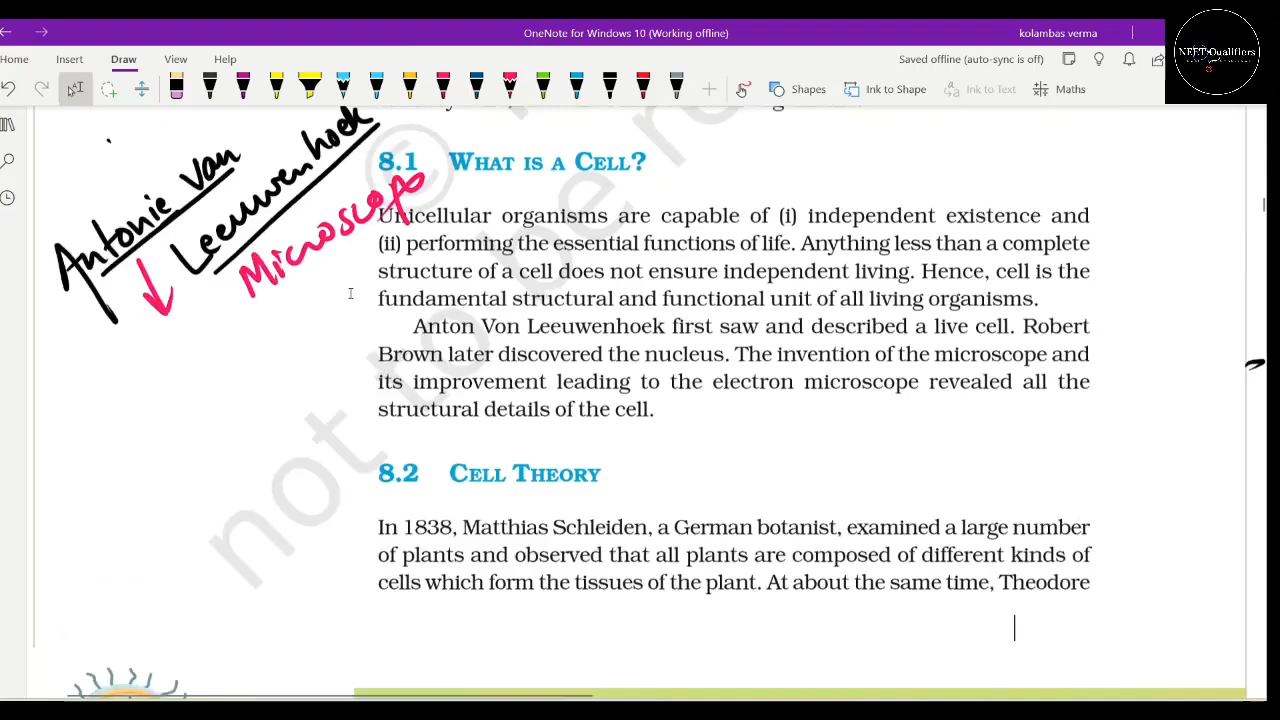 OneNote for Windows 10 (Working offline)
kolambas verma
Home Insert Draw View Help
Saved offline (auto-sync is off)
NEET Qualifiers
Shapes Ink to Shape Ink to Text Maths
Antonie van
Leeuwenhoek
Microscope
8.1 WHAT IS A CELL?
Unicellular organisms are capable of (i) independent existence and
(ii) performing the essential functions of life. Anything less than a complete
structure of a cell does not ensure independent living. Hence, cell is the
fundamental structural and functional unit of all living organisms.
Anton Von Leeuwenhoek first saw and described a live cell. Robert
Brown later discovered the nucleus. The invention of the microscope and
its improvement leading to the electron microscope revealed all the
structural details of the cell.
8.2 CELL THEORY
In 1838, Matthias Schleiden, a German botanist, examined a large number
of plants and observed that all plants are composed of different kinds of
cells which form the tissues of the plant. At about the same time, Theodore
© not to be re